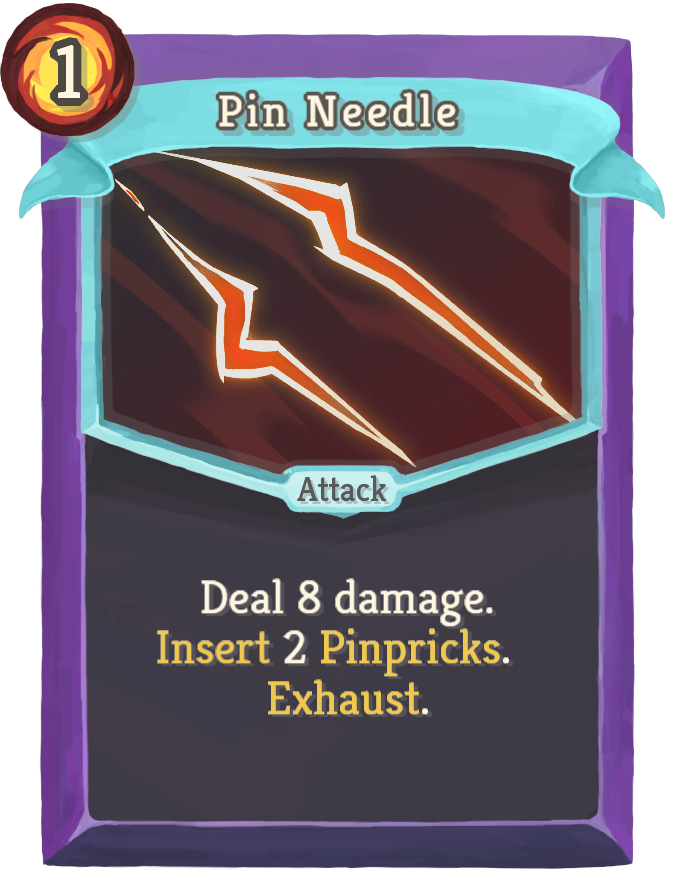 1
Pin Needle
Attack
Deal 8 damage.
Insert 2 Pinpricks.
Exhaust.